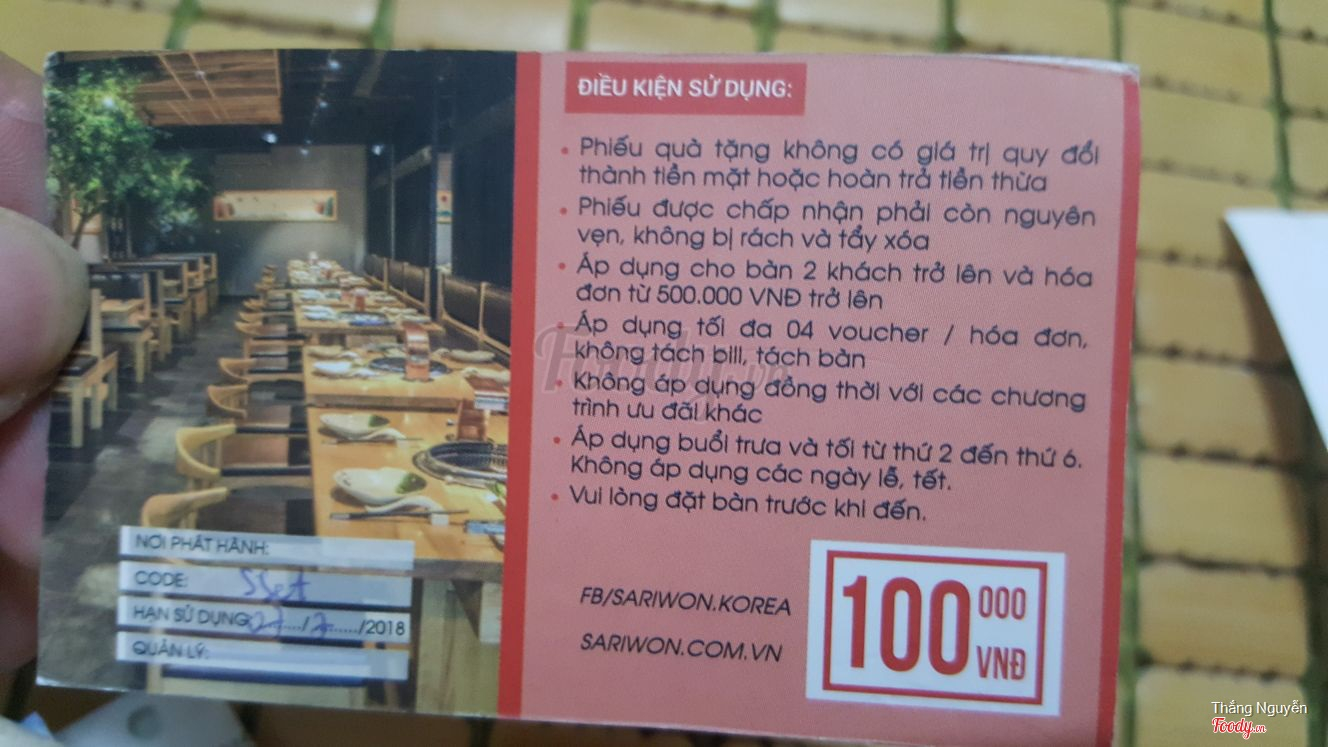 ĐIỀU KIỆN SỬ DỤNG:
• Phiếu quà tặng không có giá trị quy đổi
thành tiền mặt hoặc hoàn trả tiền thừa
• Phiếu được chấp nhận phải còn nguyên
vẹn, không bị rách và tẩy xóa
• Áp dụng cho bàn 2 khách trở lên và hóa
đơn từ 500.000 VNĐ trở lên
• Áp dụng tối đa 04 voucher / hóa đơn,
không tách bill, tách bàn
• Không áp dụng đồng thời với các chương
trình ưu đãi khác
• Áp dụng buổi trưa và tối từ thứ 2 đến thứ 6.
Không áp dụng các ngày lễ, tết.
• Vui lòng đặt bàn trước khi đến.
NƠI PHÁT HÀNH:
CODE: SSet
HẠN SỬ DỤNG: ....../....../2018
QUẢN LÝ:
FB/SARIWON.KOREA
SARIWON.COM.VN
100 000
VNĐ
Foody.vn
Thắng Nguyễn
Foody.vn